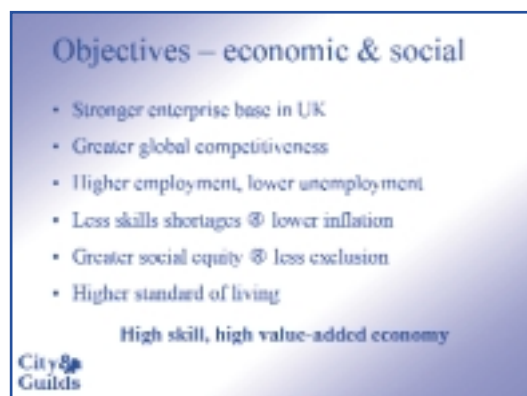 Objectives – economic & social
• Stronger enterprise base in UK
• Greater global competitiveness
• Higher employment, lower unemployment
• Less skills shortages ® lower inflation
• Greater social equity ® less exclusion
• Higher standard of living
High skill, high value-added economy
City &
Guilds